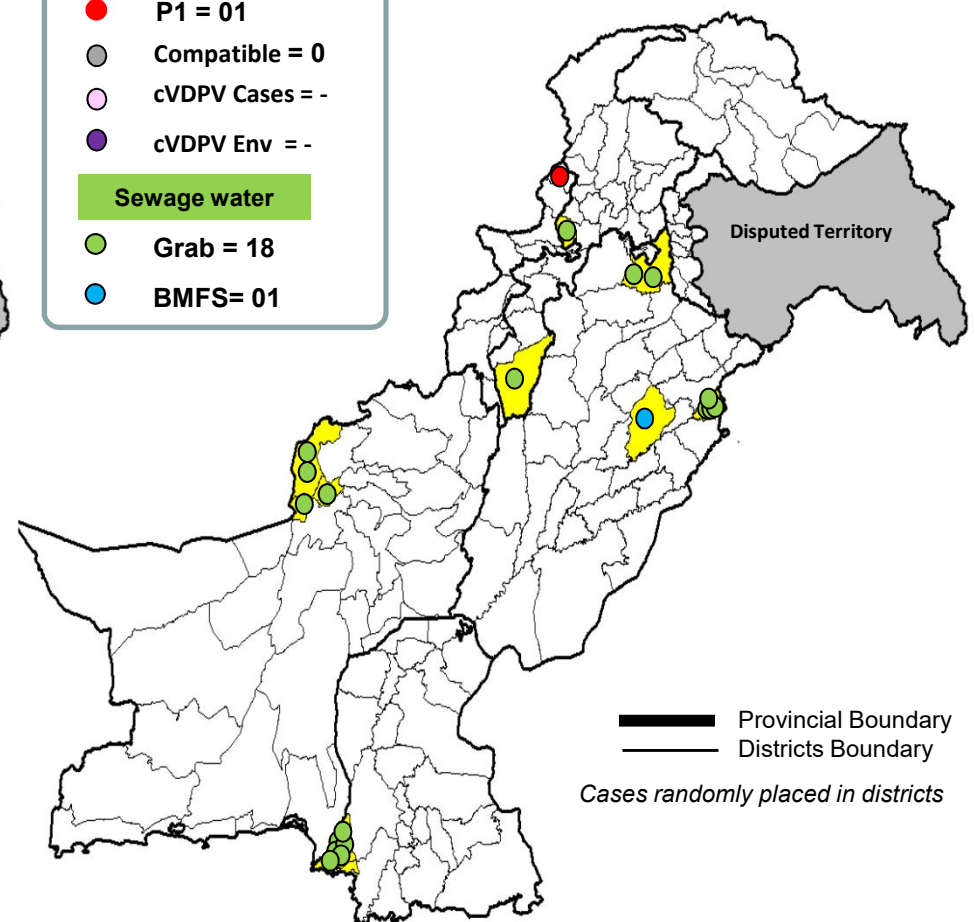 P1 = 01
Compatible = 0
cVDPV Cases = -
cVDPV Env = -
Sewage water
Grab = 18
BMFS= 01
Disputed Territory
Provincial Boundary
Districts Boundary
Cases randomly placed in districts